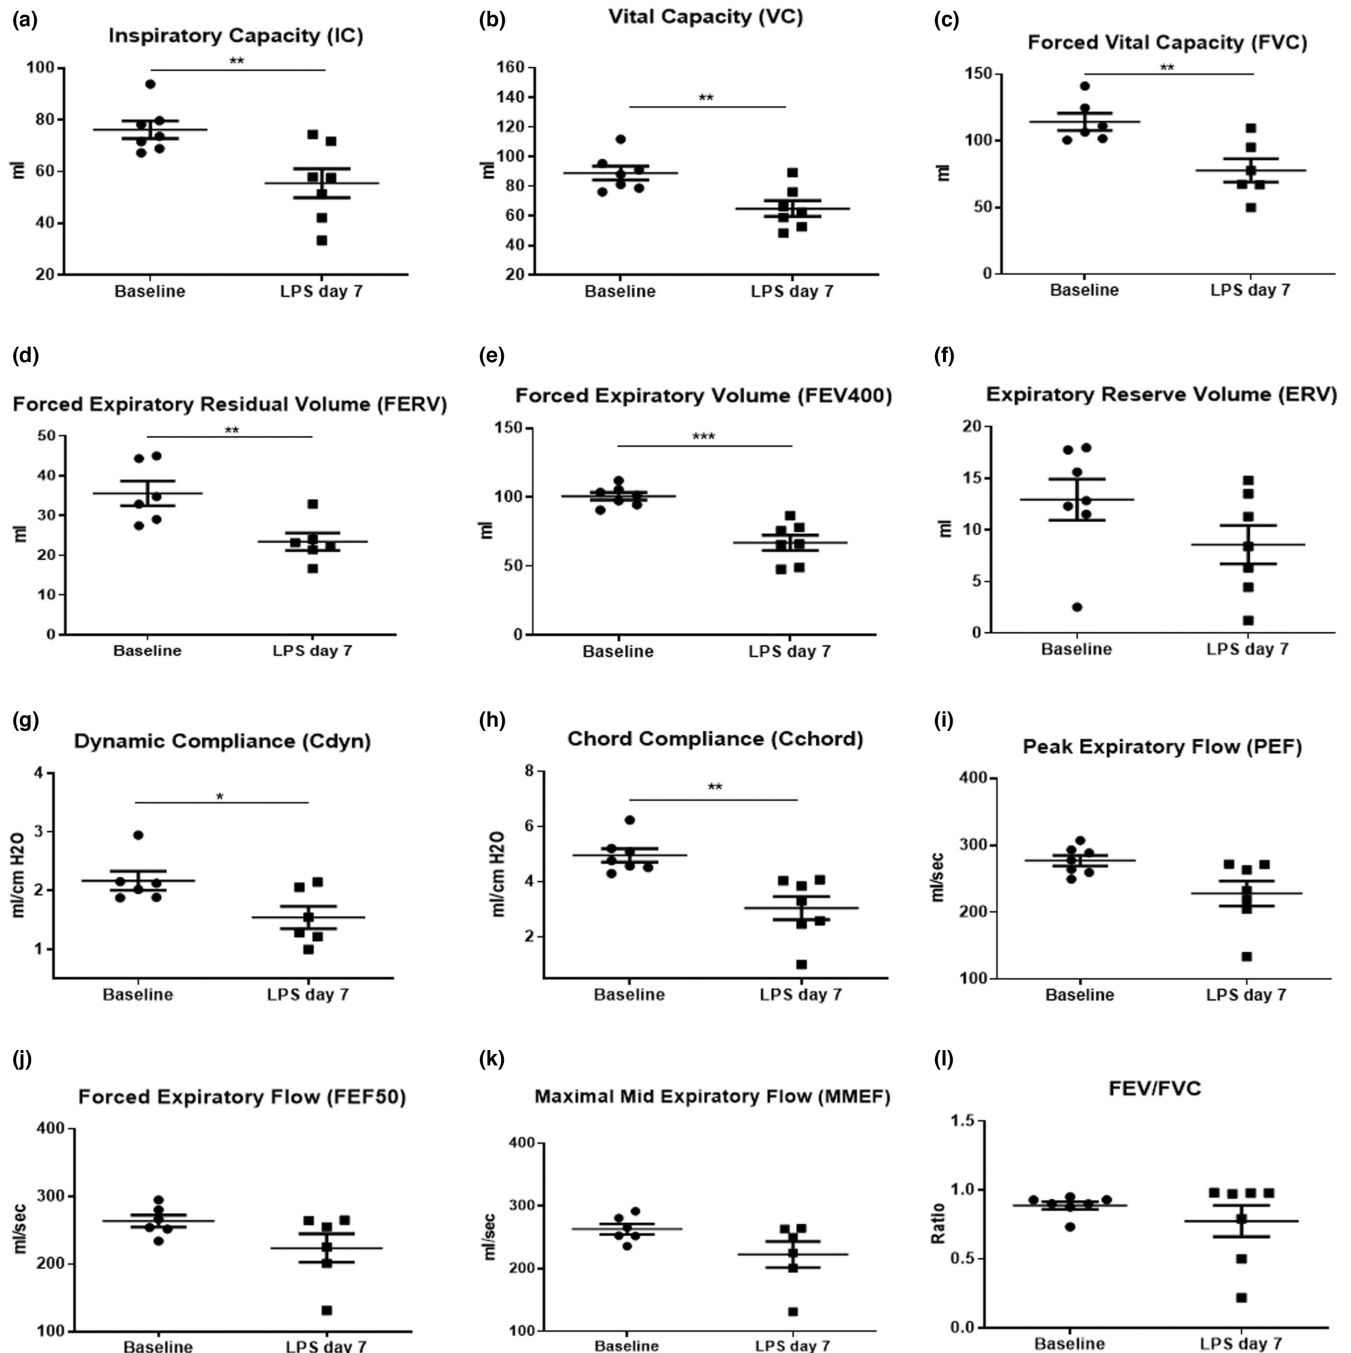 (a)
Inspiratory Capacity (IC)
**
100
80
60
40
20
ml
Baseline
LPS day 7
(b)
Vital Capacity (VC)
**
160
140
120
100
80
60
40
20
ml
Baseline
LPS day 7
(c)
Forced Vital Capacity (FVC)
**
150
100
50
0
ml
Baseline
LPS day 7
(d)
Forced Expiratory Residual Volume (FERV)
**
50
40
30
20
10
0
ml
Baseline
LPS day 7
(e)
Forced Expiratory Volume (FEV400)
***
150
100
50
0
ml
Baseline
LPS day 7
(f)
Expiratory Reserve Volume (ERV)
20
15
10
5
0
ml
Baseline
LPS day 7
(g)
Dynamic Compliance (Cdyn)
*
4
3
2
1
ml/cm H2O
Baseline
LPS day 7
(h)
Chord Compliance (Cchord)
**
8
6
4
2
ml/cm H2O
Baseline
LPS day 7
(i)
Peak Expiratory Flow (PEF)
400
300
200
100
ml/sec
Baseline
LPS day 7
(j)
Forced Expiratory Flow (FEF50)
400
300
200
100
ml/sec
Baseline
LPS day 7
(k)
Maximal Mid Expiratory Flow (MMEF)
400
300
200
100
ml/sec
Baseline
LPS day 7
(l)
FEV/FVC
1.5
1.0
0.5
0.0
Ratio
Baseline
LPS day 7